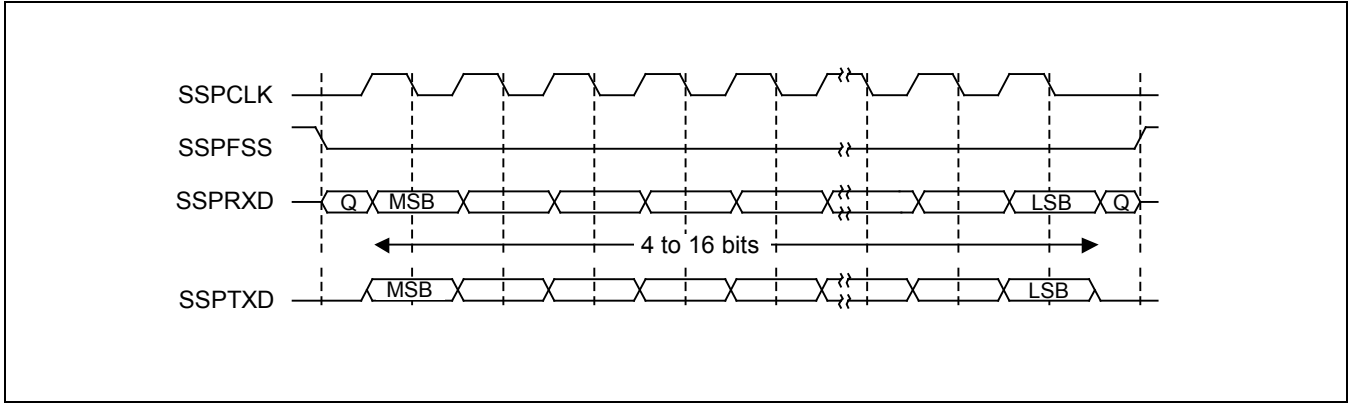 SSPCLK
SSPFSS
SSPRXD Q MSB LSB Q
4 to 16 bits
SSPTXD MSB LSB